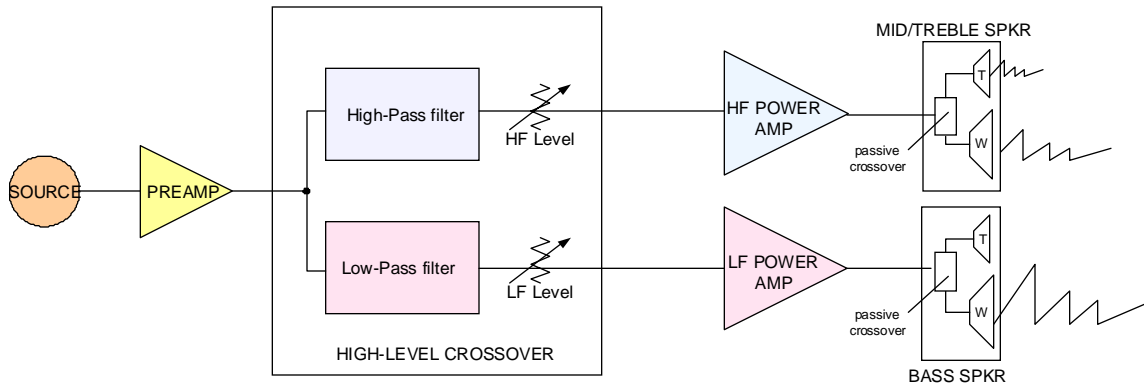 MID/TREBLE SPKR
T
High-Pass filter
HF Level
HF POWER
AMP
passive
crossover
W
SOURCE
PREAMP
Low-Pass filter
LF Level
LF POWER
AMP
T
passive
crossover
W
HIGH-LEVEL CROSSOVER
BASS SPKR